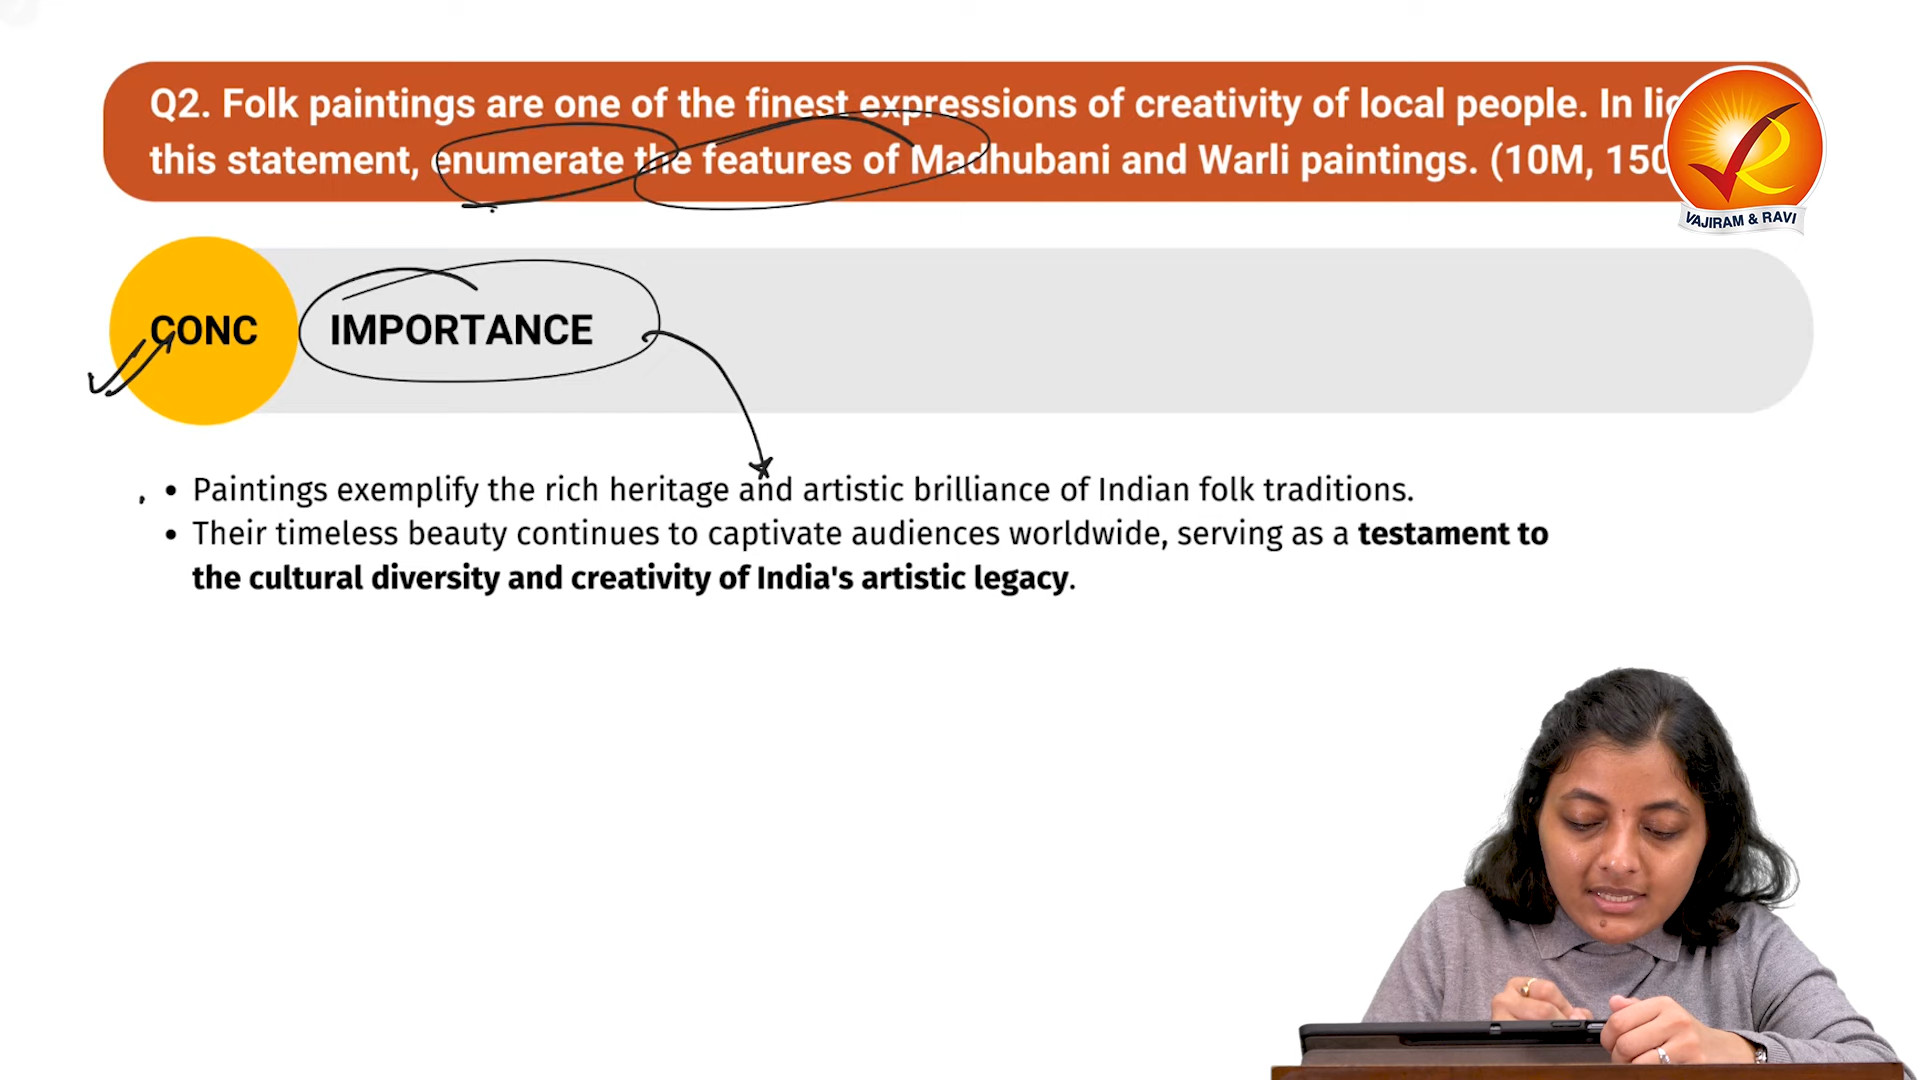 Q2. Folk paintings are one of the finest expressions of creativity of local people. In
this statement, enumerate the features of Madhubani and Warli paintings. (10M, 150
VAJIRAM & RAVI
CONC
IMPORTANCE
• Paintings exemplify the rich heritage and artistic brilliance of Indian folk traditions.
• Their timeless beauty continues to captivate audiences worldwide, serving as a testament to
the cultural diversity and creativity of India's artistic legacy.